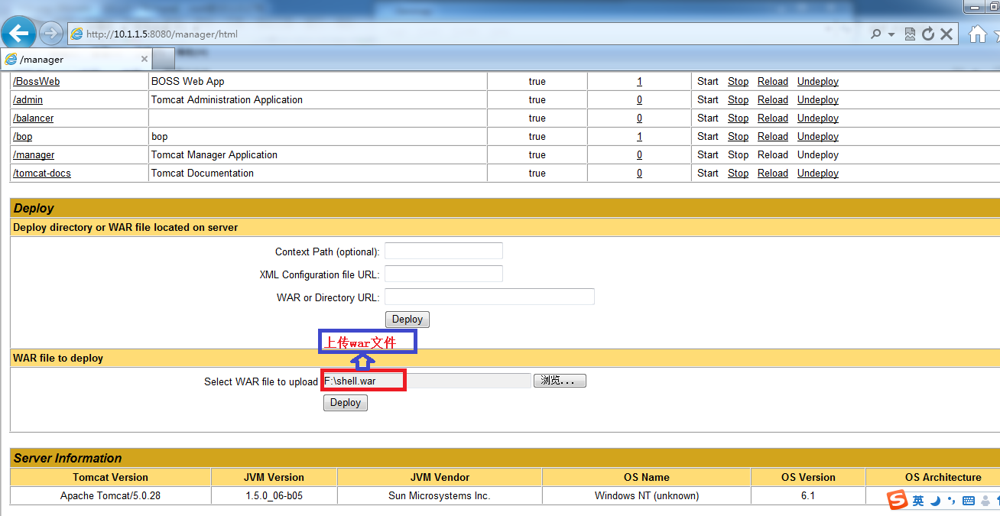 http://10.1.1.5:8080/manager/html
/manager
/BossWeb BOSS Web App true 1 Start Stop Reload Undeploy
/admin Tomcat Administration Application true 0 Start Stop Reload Undeploy
/balancer true 0 Start Stop Reload Undeploy
/bop bop true 1 Start Stop Reload Undeploy
/manager Tomcat Manager Application true 0 Start Stop Reload Undeploy
/tomcat-docs Tomcat Documentation true 0 Start Stop Reload Undeploy
Deploy
Deploy directory or WAR file located on server
Context Path (optional):
XML Configuration file URL:
WAR or Directory URL:
Deploy
上传war文件
WAR file to deploy
Select WAR file to upload F:\shell.war 浏览...
Deploy
Server Information
Tomcat Version JVM Version JVM Vendor OS Name OS Version OS Architecture
Apache Tomcat/5.0.28 1.5.0_06-b05 Sun Microsystems Inc. Windows NT (unknown) 6.1
S 英